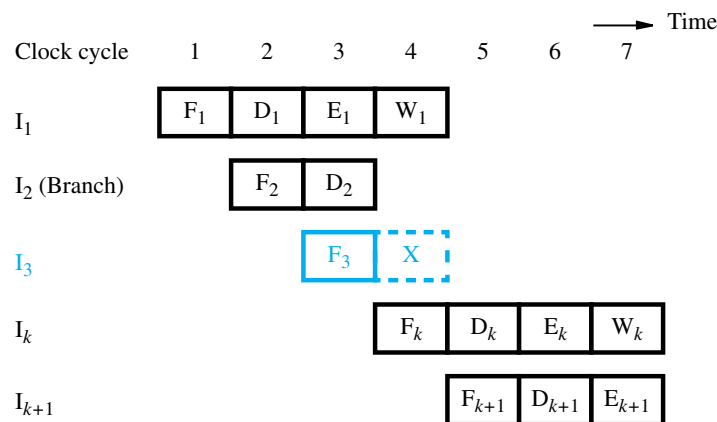 Time
Clock cycle 1 2 3 4 5 6 7
I₁ F₁ D₁ E₁ W₁
I₂ (Branch) F₂ D₂
I₃ F₃ X
Iₖ Fₖ Dₖ Eₖ Wₖ
Iₖ₊₁ Fₖ₊₁ Dₖ₊₁ Eₖ₊₁